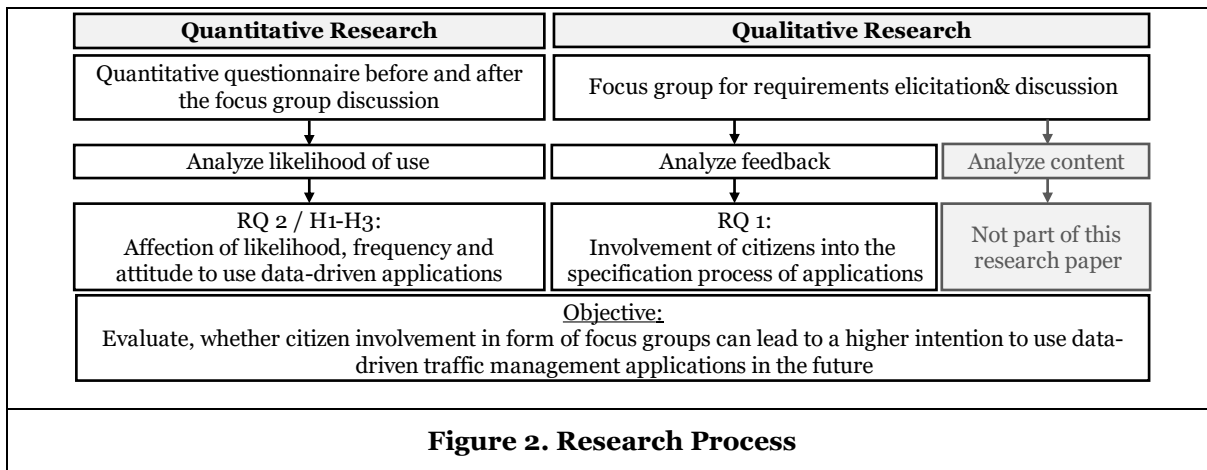 Quantitative Research
Qualitative Research
Quantitative questionnaire before and after
the focus group discussion
Focus group for requirements elicitation& discussion
Analyze likelihood of use
Analyze feedback
Analyze content
RQ 2 / H1-H3:
Affection of likelihood, frequency and
attitude to use data-driven applications
RQ 1:
Involvement of citizens into the
specification process of applications
Not part of this
research paper
Objective:
Evaluate, whether citizen involvement in form of focus groups can lead to a higher intention to use data-
driven traffic management applications in the future
Figure 2. Research Process